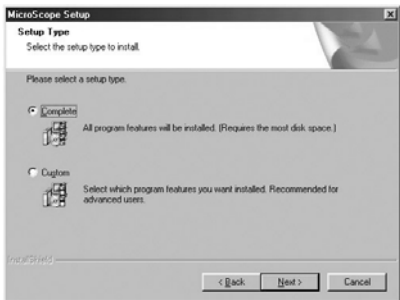 MicroScope Setup
Setup Type
Select the setup type to install.
Please select a setup type.
Complete
All program features will be installed. (Requires the most disk space.)
Custom
Select which program features you want installed. Recommended for
advanced users.
InstallShield
< Back
Next >
Cancel